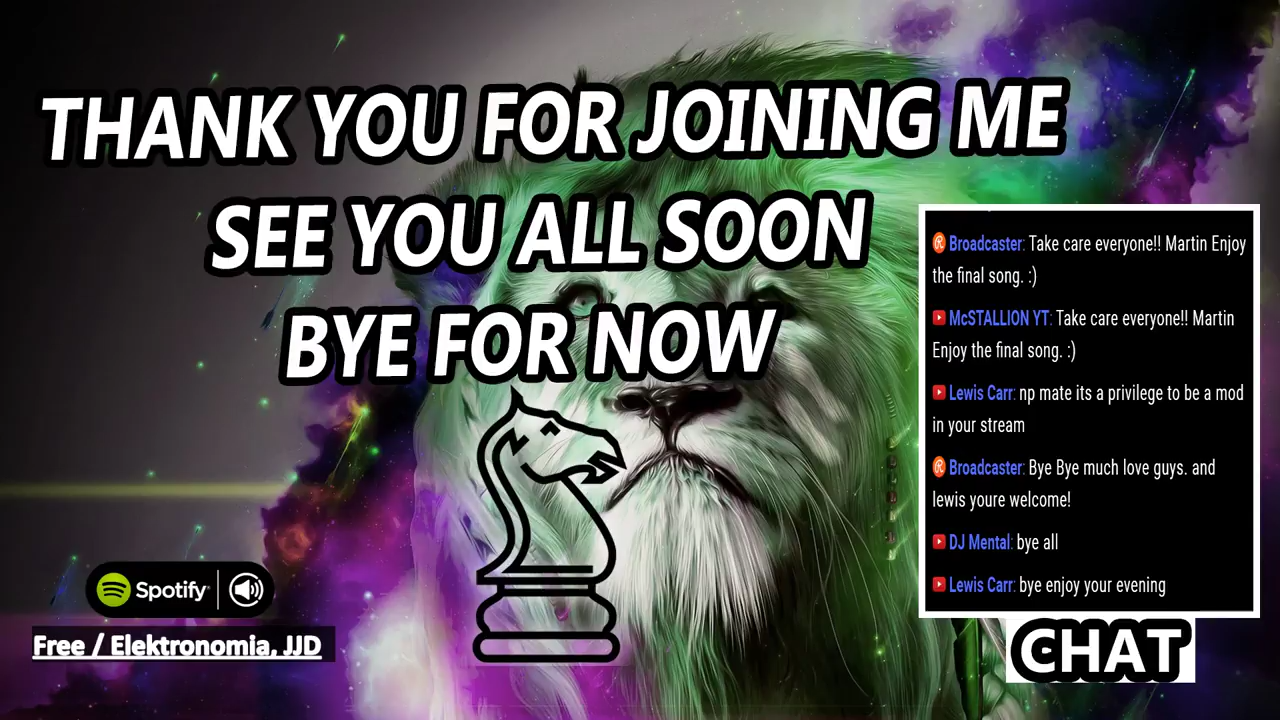 THANK YOU FOR JOINING ME
SEE YOU ALL SOON
BYE FOR NOW
Broadcaster: Take care everyone!! Martin Enjoy
the final song. :)
McSTALLION YT: Take care everyone!! Martin
Enjoy the final song. :)
Lewis Carr: np mate its a privilege to be a mod
in your stream
Broadcaster: Bye Bye much love guys. and
lewis youre welcome!
DJ Mental: bye all
Lewis Carr: bye enjoy your evening
CHAT
Spotify
Free / Elektronomia, JJD